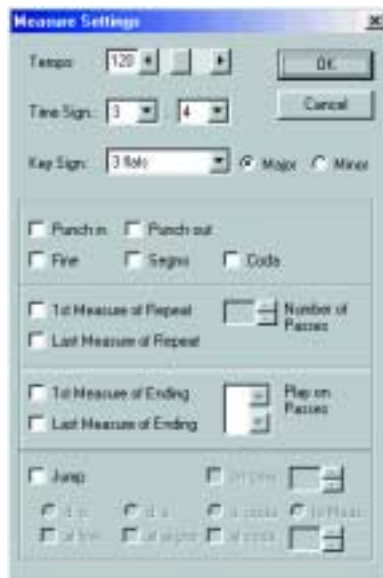 Measure Settings
Tempo: 120
OK
Time Sign: 3 4
Cancel
Key Sign: 3 flats Major Minor
Punch in Punch out
Fine Segno Coda
1st Measure of Repeat
Number of Passes
Last Measure of Repeat
1st Measure of Ending
Play on Passes
Last Measure of Ending
Jump